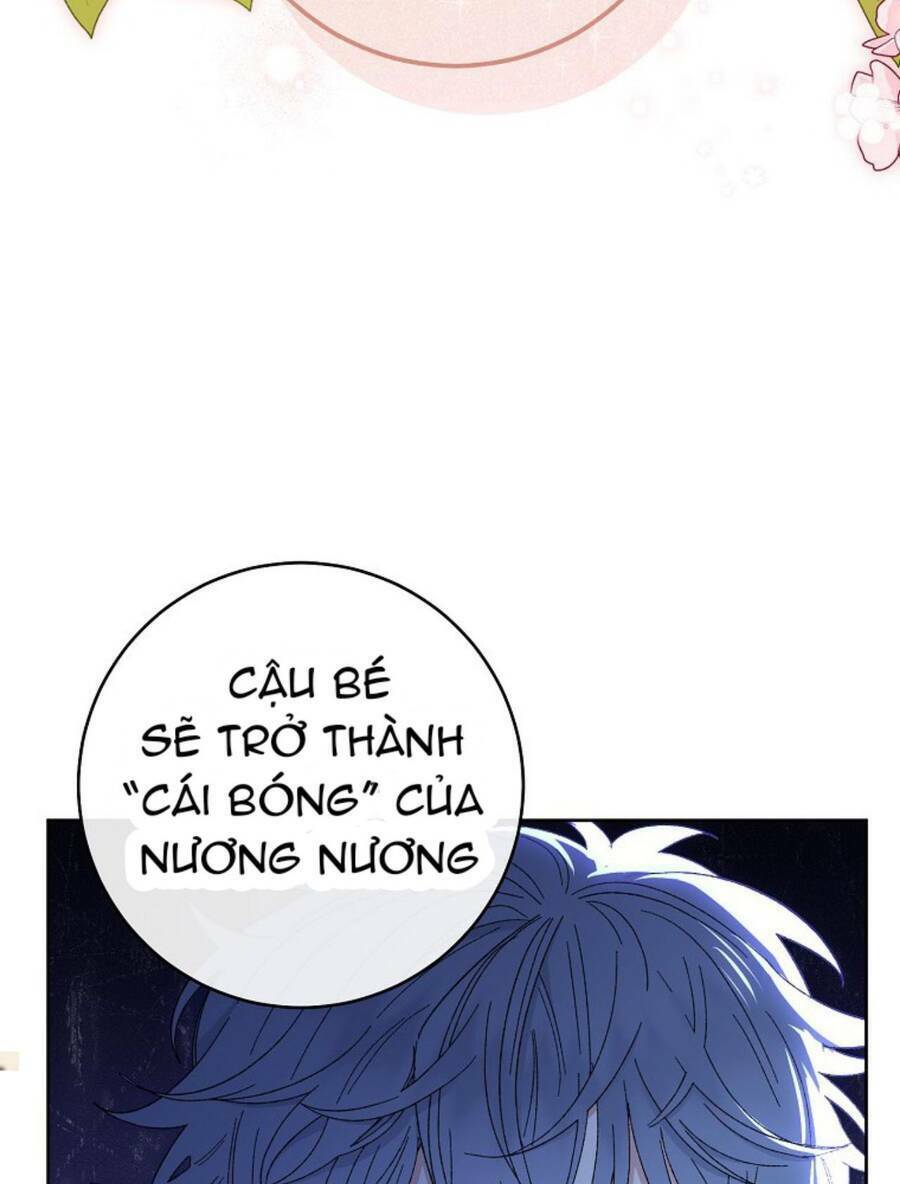 CẬU BÉ
SẼ TRỞ THÀNH
“CÁI BÓNG” CỦA
NƯƠNG NƯƠNG